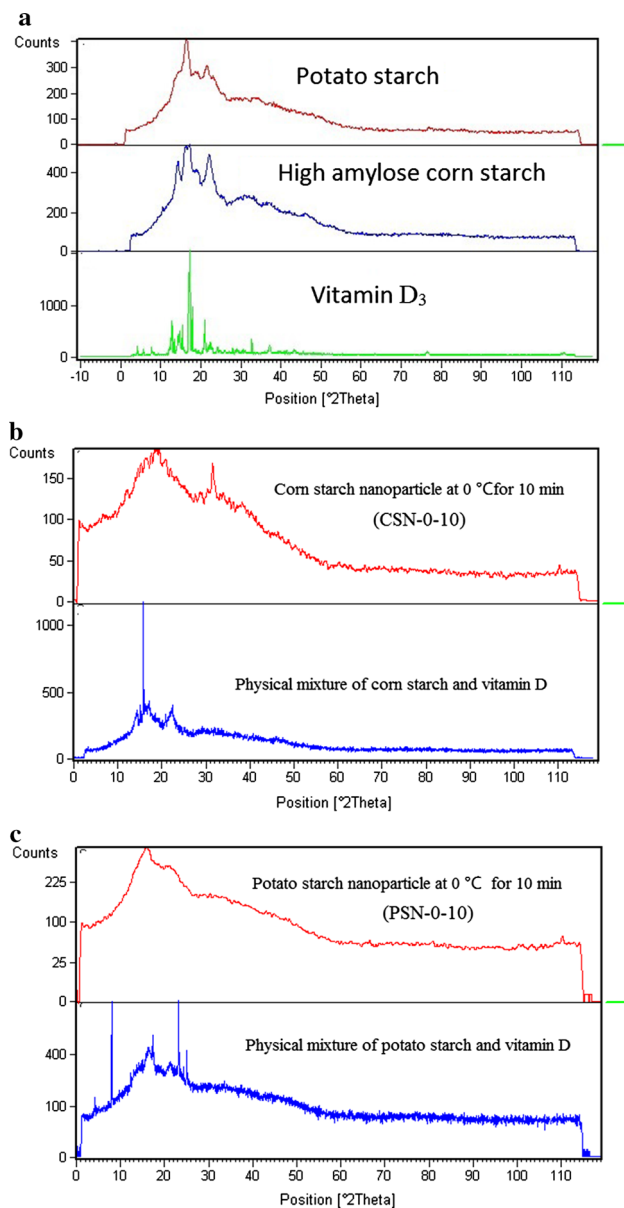 a
Counts
Potato starch
300
200
100
0
High amylose corn starch
400
200
0
Vitamin D₃
1000
0
-10 0 10 20 30 40 50 60 70 80 90 100 110
Position [°2Theta]
b
Counts
Corn starch nanoparticle at 0 ℃for 10 min
(CSN-0-10)
150
100
50
0
Physical mixture of corn starch and vitamin D
1000
500
0
0 10 20 30 40 50 60 70 80 90 100 110
Position [°2Theta]
c
Counts
Potato starch nanoparticle at 0 ℃ for 10 min
(PSN-0-10)
225
100
25
0
Physical mixture of potato starch and vitamin D
400
100
0
0 10 20 30 40 50 60 70 80 90 100 110
Position [°2Theta]